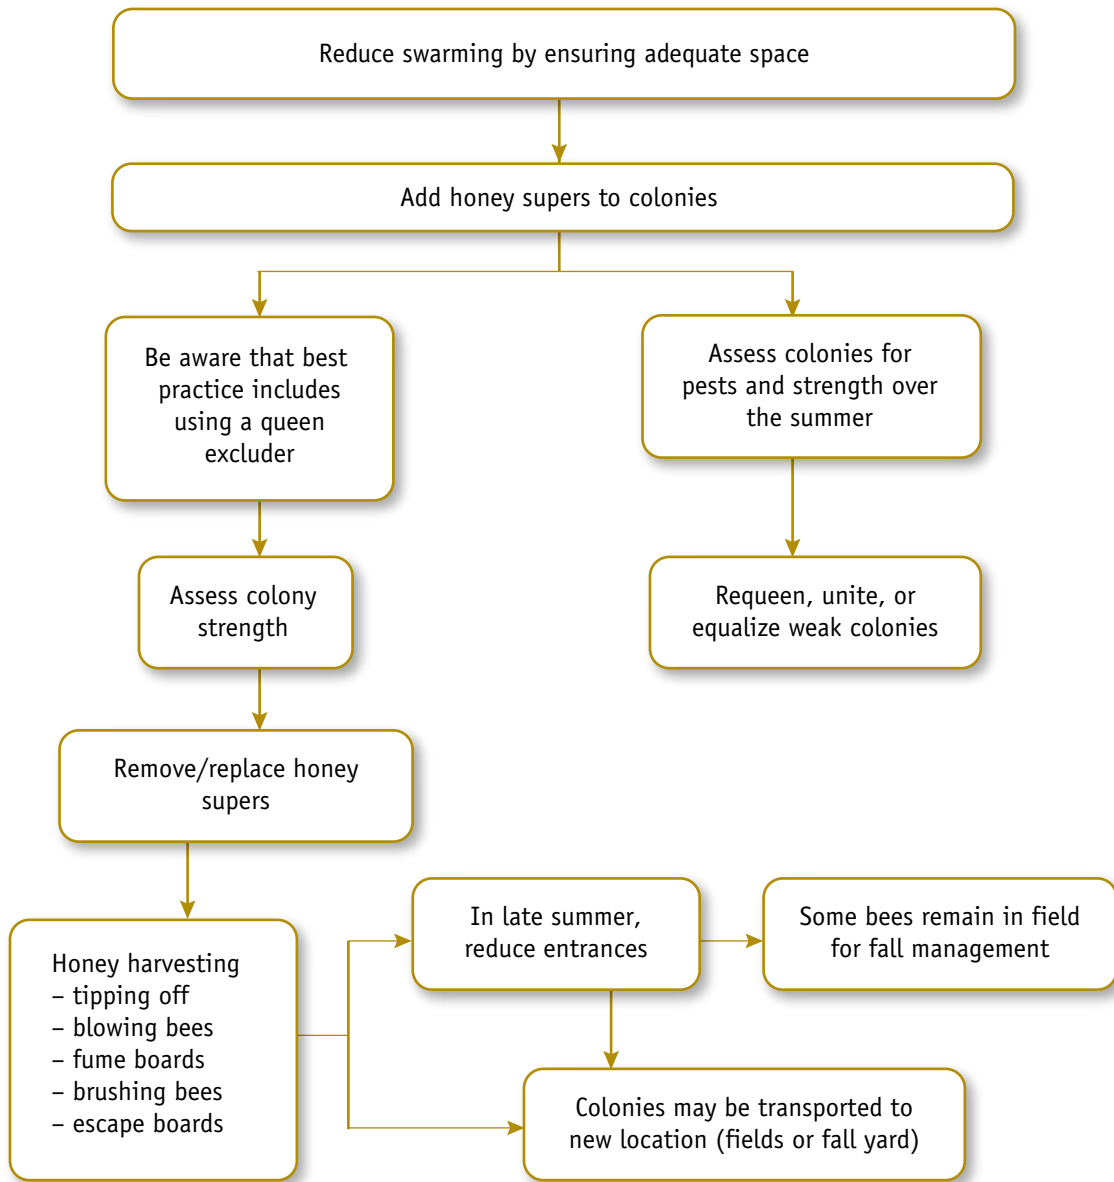 Reduce swarming by ensuring adequate space
Add honey supers to colonies
Be aware that best
practice includes
using a queen
excluder
Assess colonies for
pests and strength over
the summer
Assess colony
strength
Requeen, unite, or
equalize weak colonies
Remove/replace honey
supers
Honey harvesting
– tipping off
– blowing bees
– fume boards
– brushing bees
– escape boards
In late summer,
reduce entrances
Some bees remain in field
for fall management
Colonies may be transported to
new location (fields or fall yard)